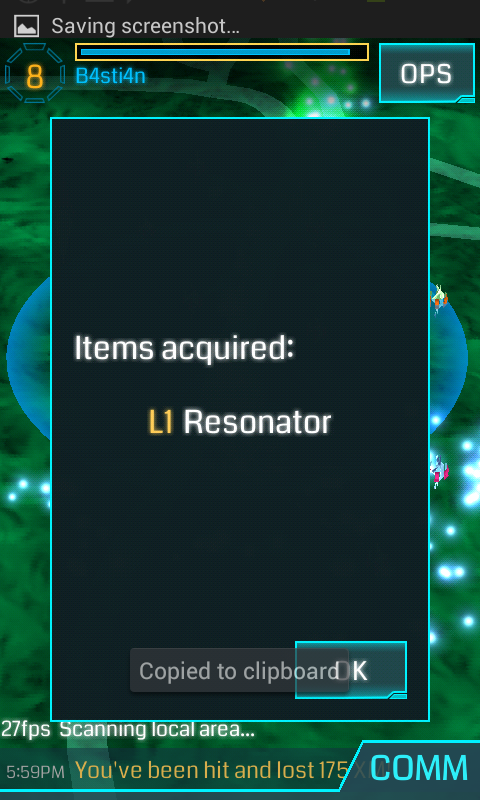 Saving screenshot...
8
B4sti4n
OPS
Items acquired:
L1 Resonator
OK
Copied to clipboard
27fps Scanning local area...
5:59PM You've been hit and lost 175 XM
COMM